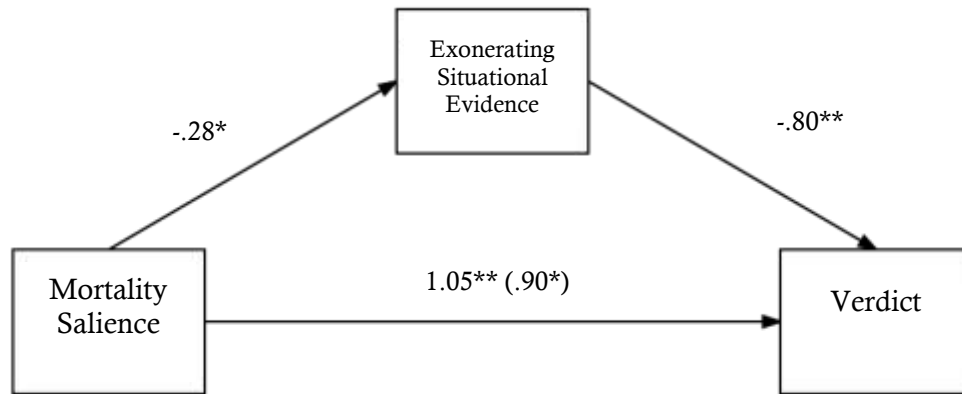 Exonerating
Situational
Evidence
-.28*
-.80**
1.05** (.90*)
Mortality
Salience
Verdict